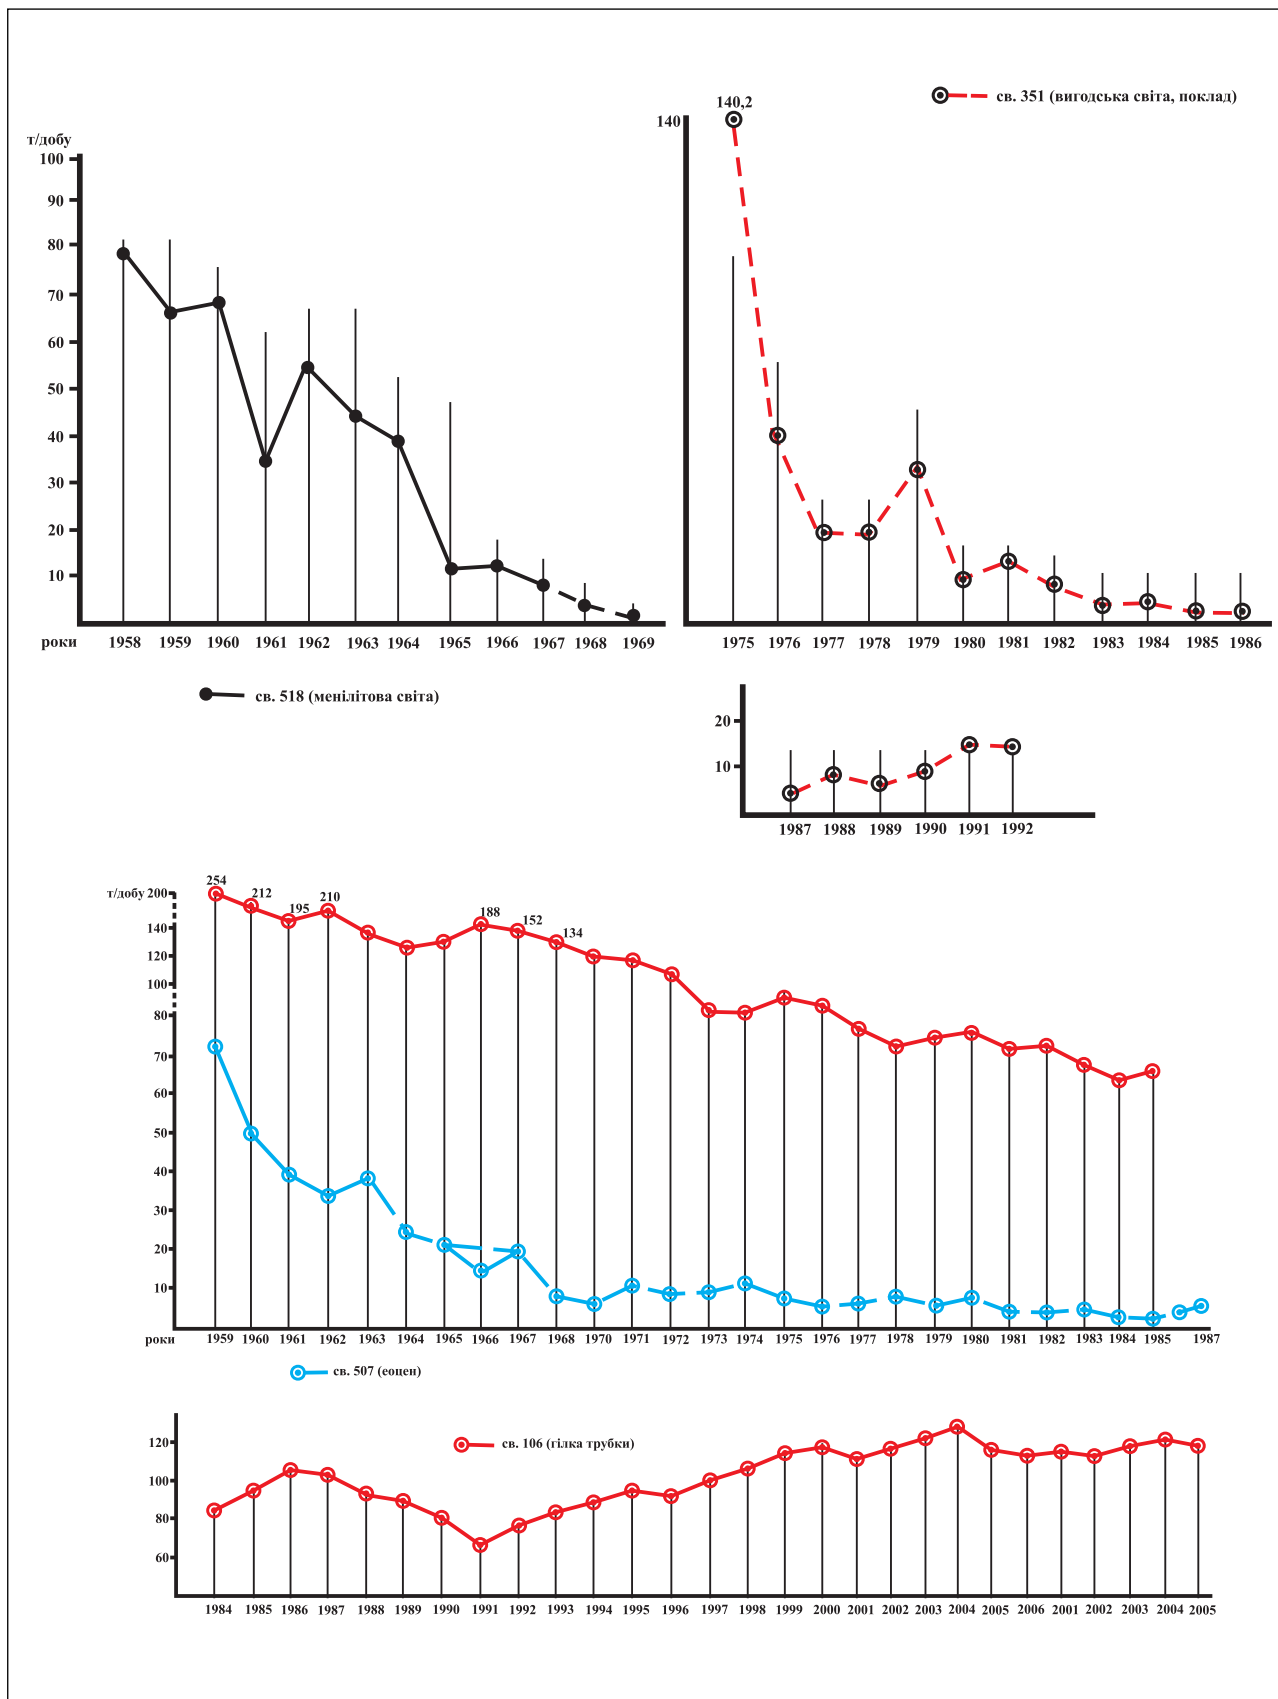 св. 351 (вигодська світа, поклад)
140,2
140
т/добу
100
90
80
70
60
50
40
30
20
10
роки 1958 1959 1960 1961 1962 1963 1964 1965 1966 1967 1968 1969
1975 1976 1977 1978 1979 1980 1981 1982 1983 1984 1985 1986
св. 518 (менілітова світа)
20
10
1987 1988 1989 1990 1991 1992
т/добу 200
254 212 195 210 188 152 134
140
120
100
80
70
60
50
40
30
20
10
роки 1959 1960 1961 1962 1963 1964 1965 1966 1967 1968 1970 1971 1972 1973 1974 1975 1976 1977 1978 1979 1980 1981 1982 1983 1984 1985 1987
св. 507 (еоцен)
св. 106 (гілка трубки)
120
100
80
60
1984 1985 1986 1987 1988 1989 1990 1991 1992 1993 1994 1995 1996 1997 1998 1999 2000 2001 2002 2003 2004 2005 2006 2001 2002 2003 2004 2005